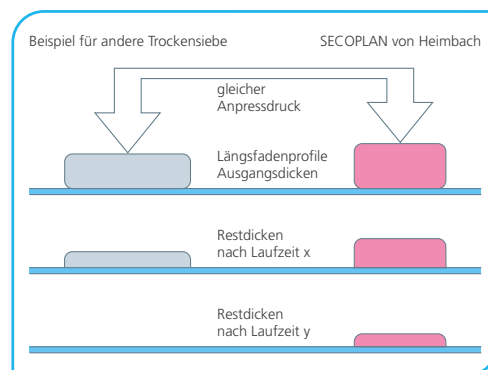 Beispiel für andere Trockensiebe
SECOPLAN von Heimbach
gleicher
Anpressdruck
Längsfadenprofile
Ausgangsdicken
Restdicken
nach Laufzeit x
Restdicken
nach Laufzeit y